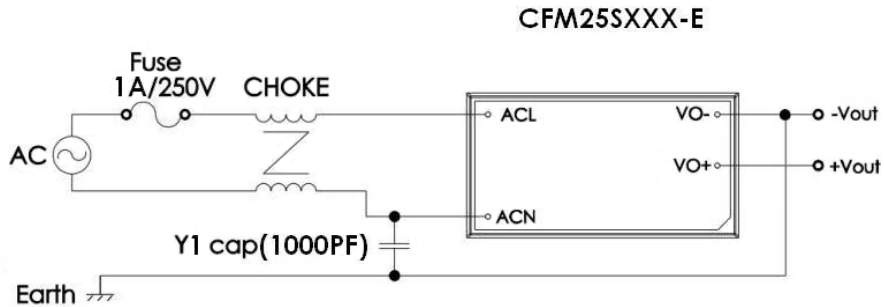 CFM25SXXX-E
Fuse
1A/250V
CHOKE
ACL
VO-
-Vout
AC
VO+
+Vout
ACN
Y1 cap(1000PF)
Earth